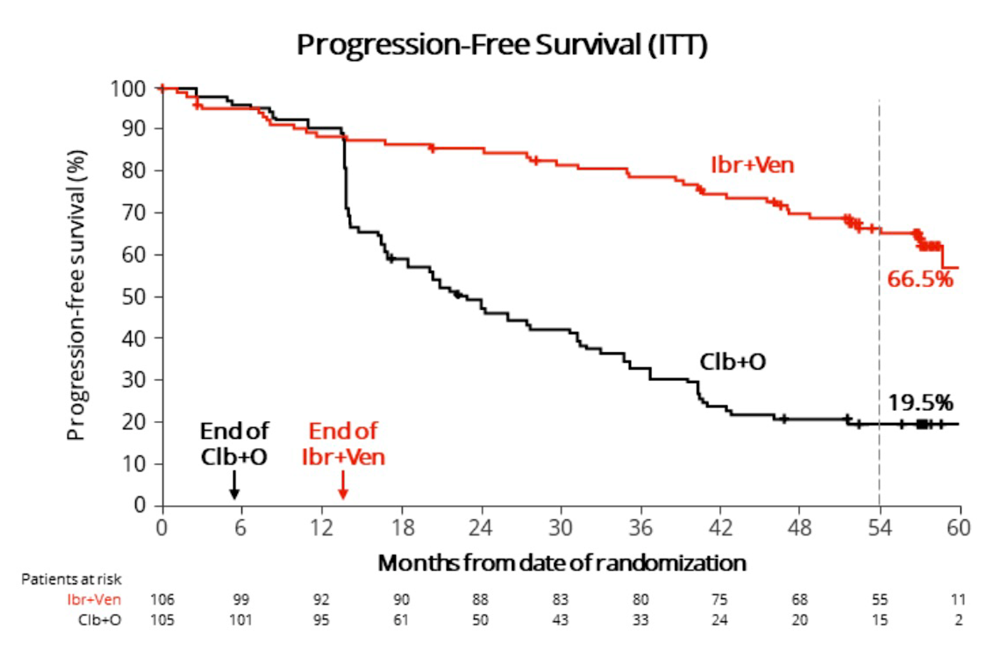 Progression-Free Survival (ITT)
Progression-free survival (%)
100
90
80
70
60
50
40
30
20
10
0
Ibr+Ven
66.5%
Clb+O
19.5%
End of
Clb+O
End of
Ibr+Ven
0 6 12 18 24 30 36 42 48 54 60
Months from date of randomization
Patients at risk
Ibr+Ven 106 99 92 90 88 83 80 75 68 55 11
Clb+O 105 101 95 61 50 43 33 24 20 15 2